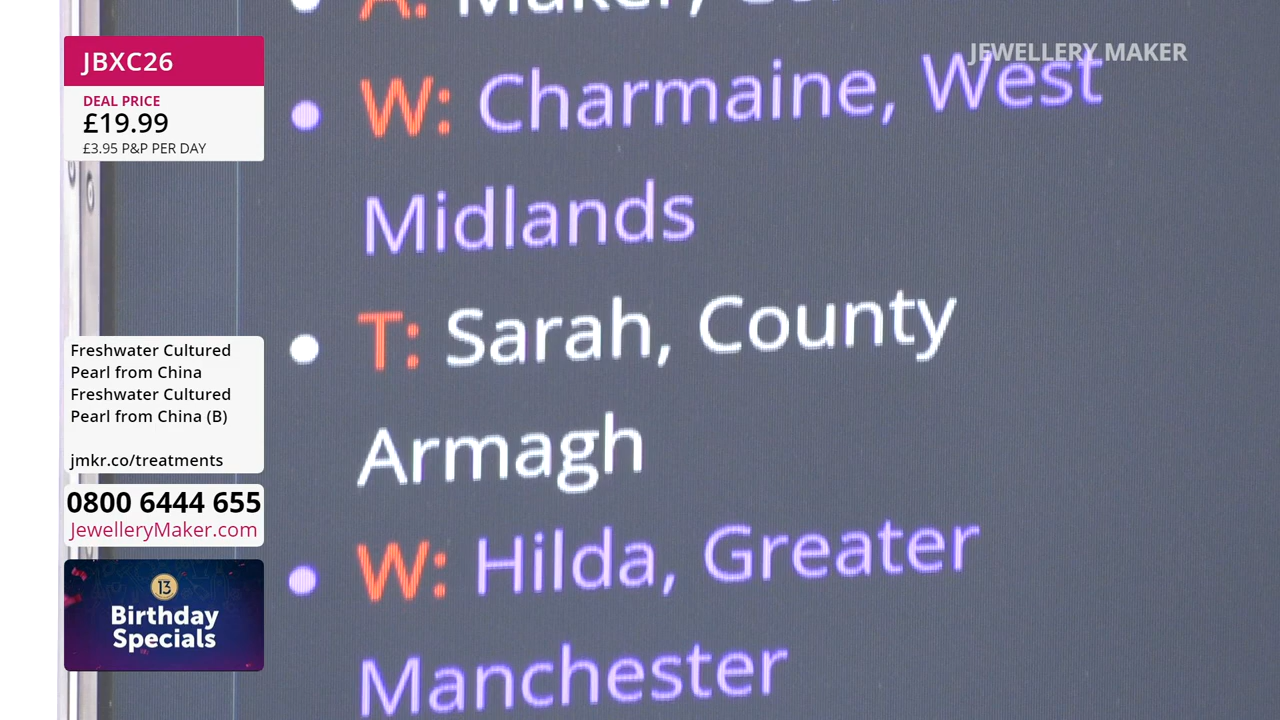 JBXC26
DEAL PRICE
£19.99
£3.95 P&P PER DAY
Freshwater Cultured
Pearl from China
Freshwater Cultured
Pearl from China (B)
jmkr.co/treatments
0800 6444 655
JewelleryMaker.com
13
Birthday
Specials
JEWELLERY MAKER
A: Maker,
W: Charmaine, West
Midlands
T: Sarah, County
Armagh
W: Hilda, Greater
Manchester